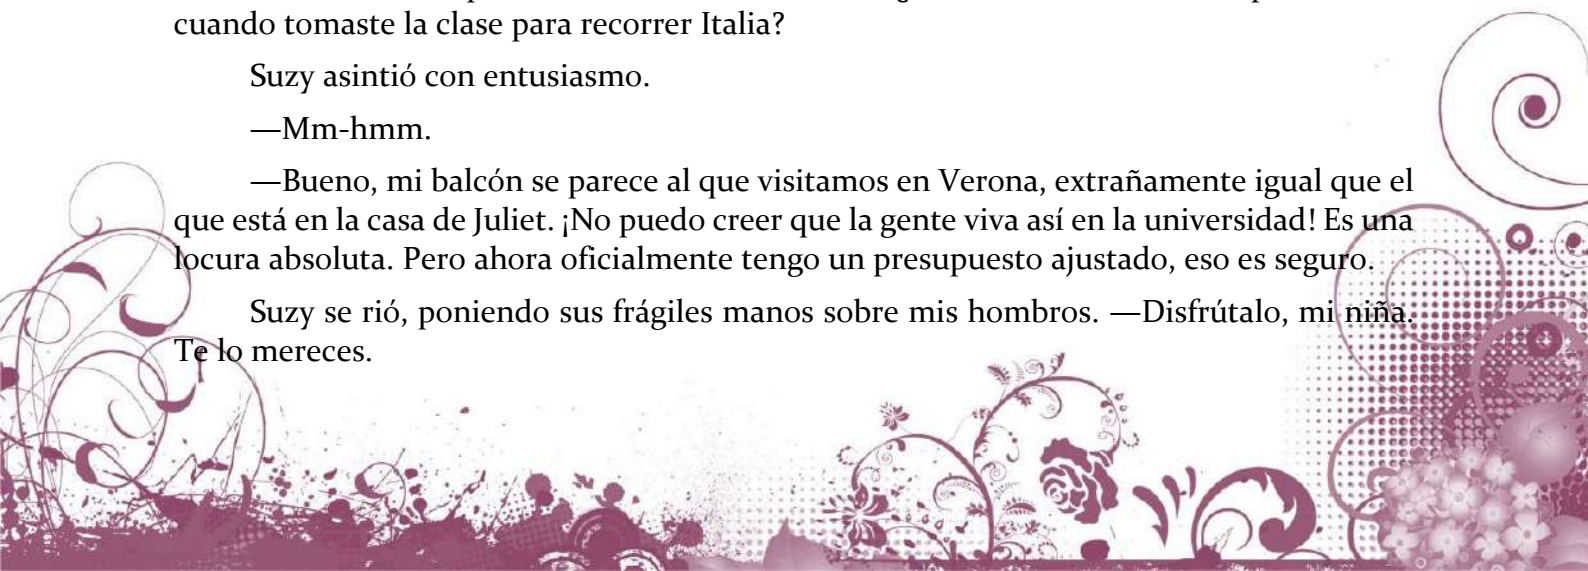 cuando tomaste la clase para recorrer Italia?
Suzy asintió con entusiasmo.
—Mm-hmm.
—Bueno, mi balcón se parece al que visitamos en Verona, extrañamente igual que el
que está en la casa de Juliet. ¡No puedo creer que la gente viva así en la universidad! Es una
locura absoluta. Pero ahora oficialmente tengo un presupuesto ajustado, eso es seguro.
Suzy se rió, poniendo sus frágiles manos sobre mis hombros. —Disfrútalo, mi niña.
Te lo mereces.